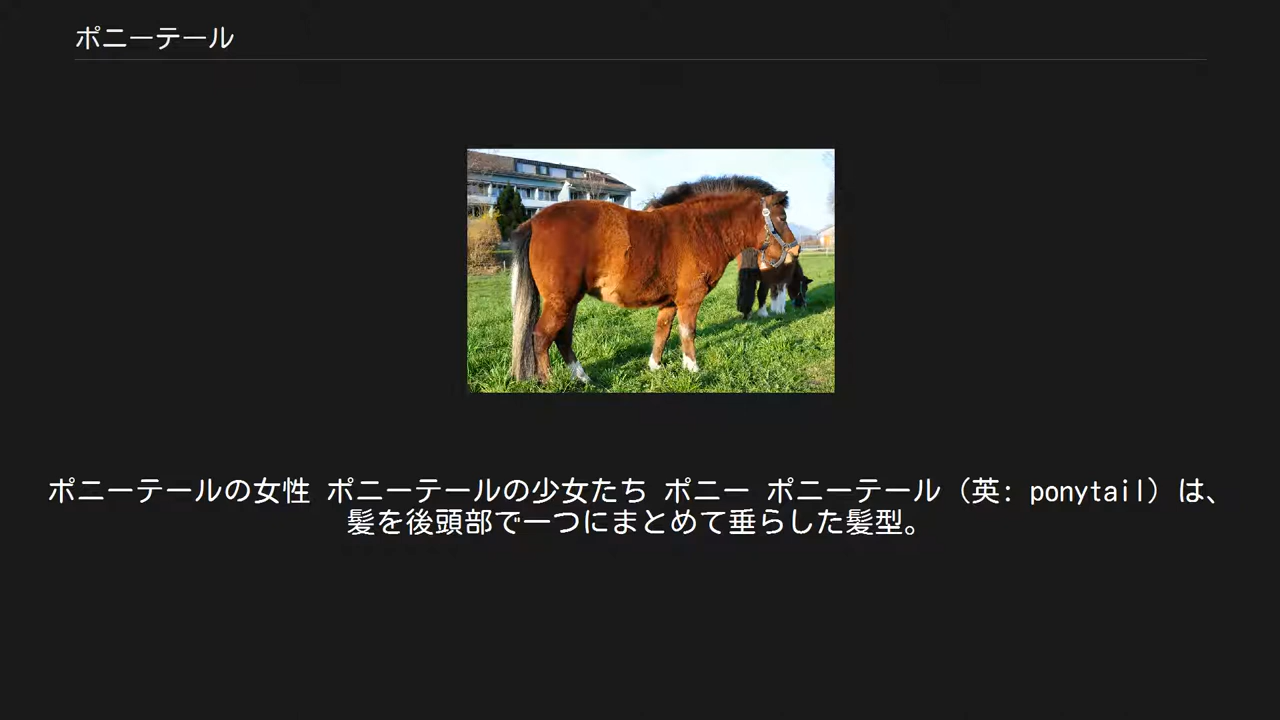 ポニーテール
ポニーテールの女性 ポニーテールの少女たち ポニー ポニーテール（英: ponytail）は、
髪を後頭部で一つにまとめて垂らした髪型。